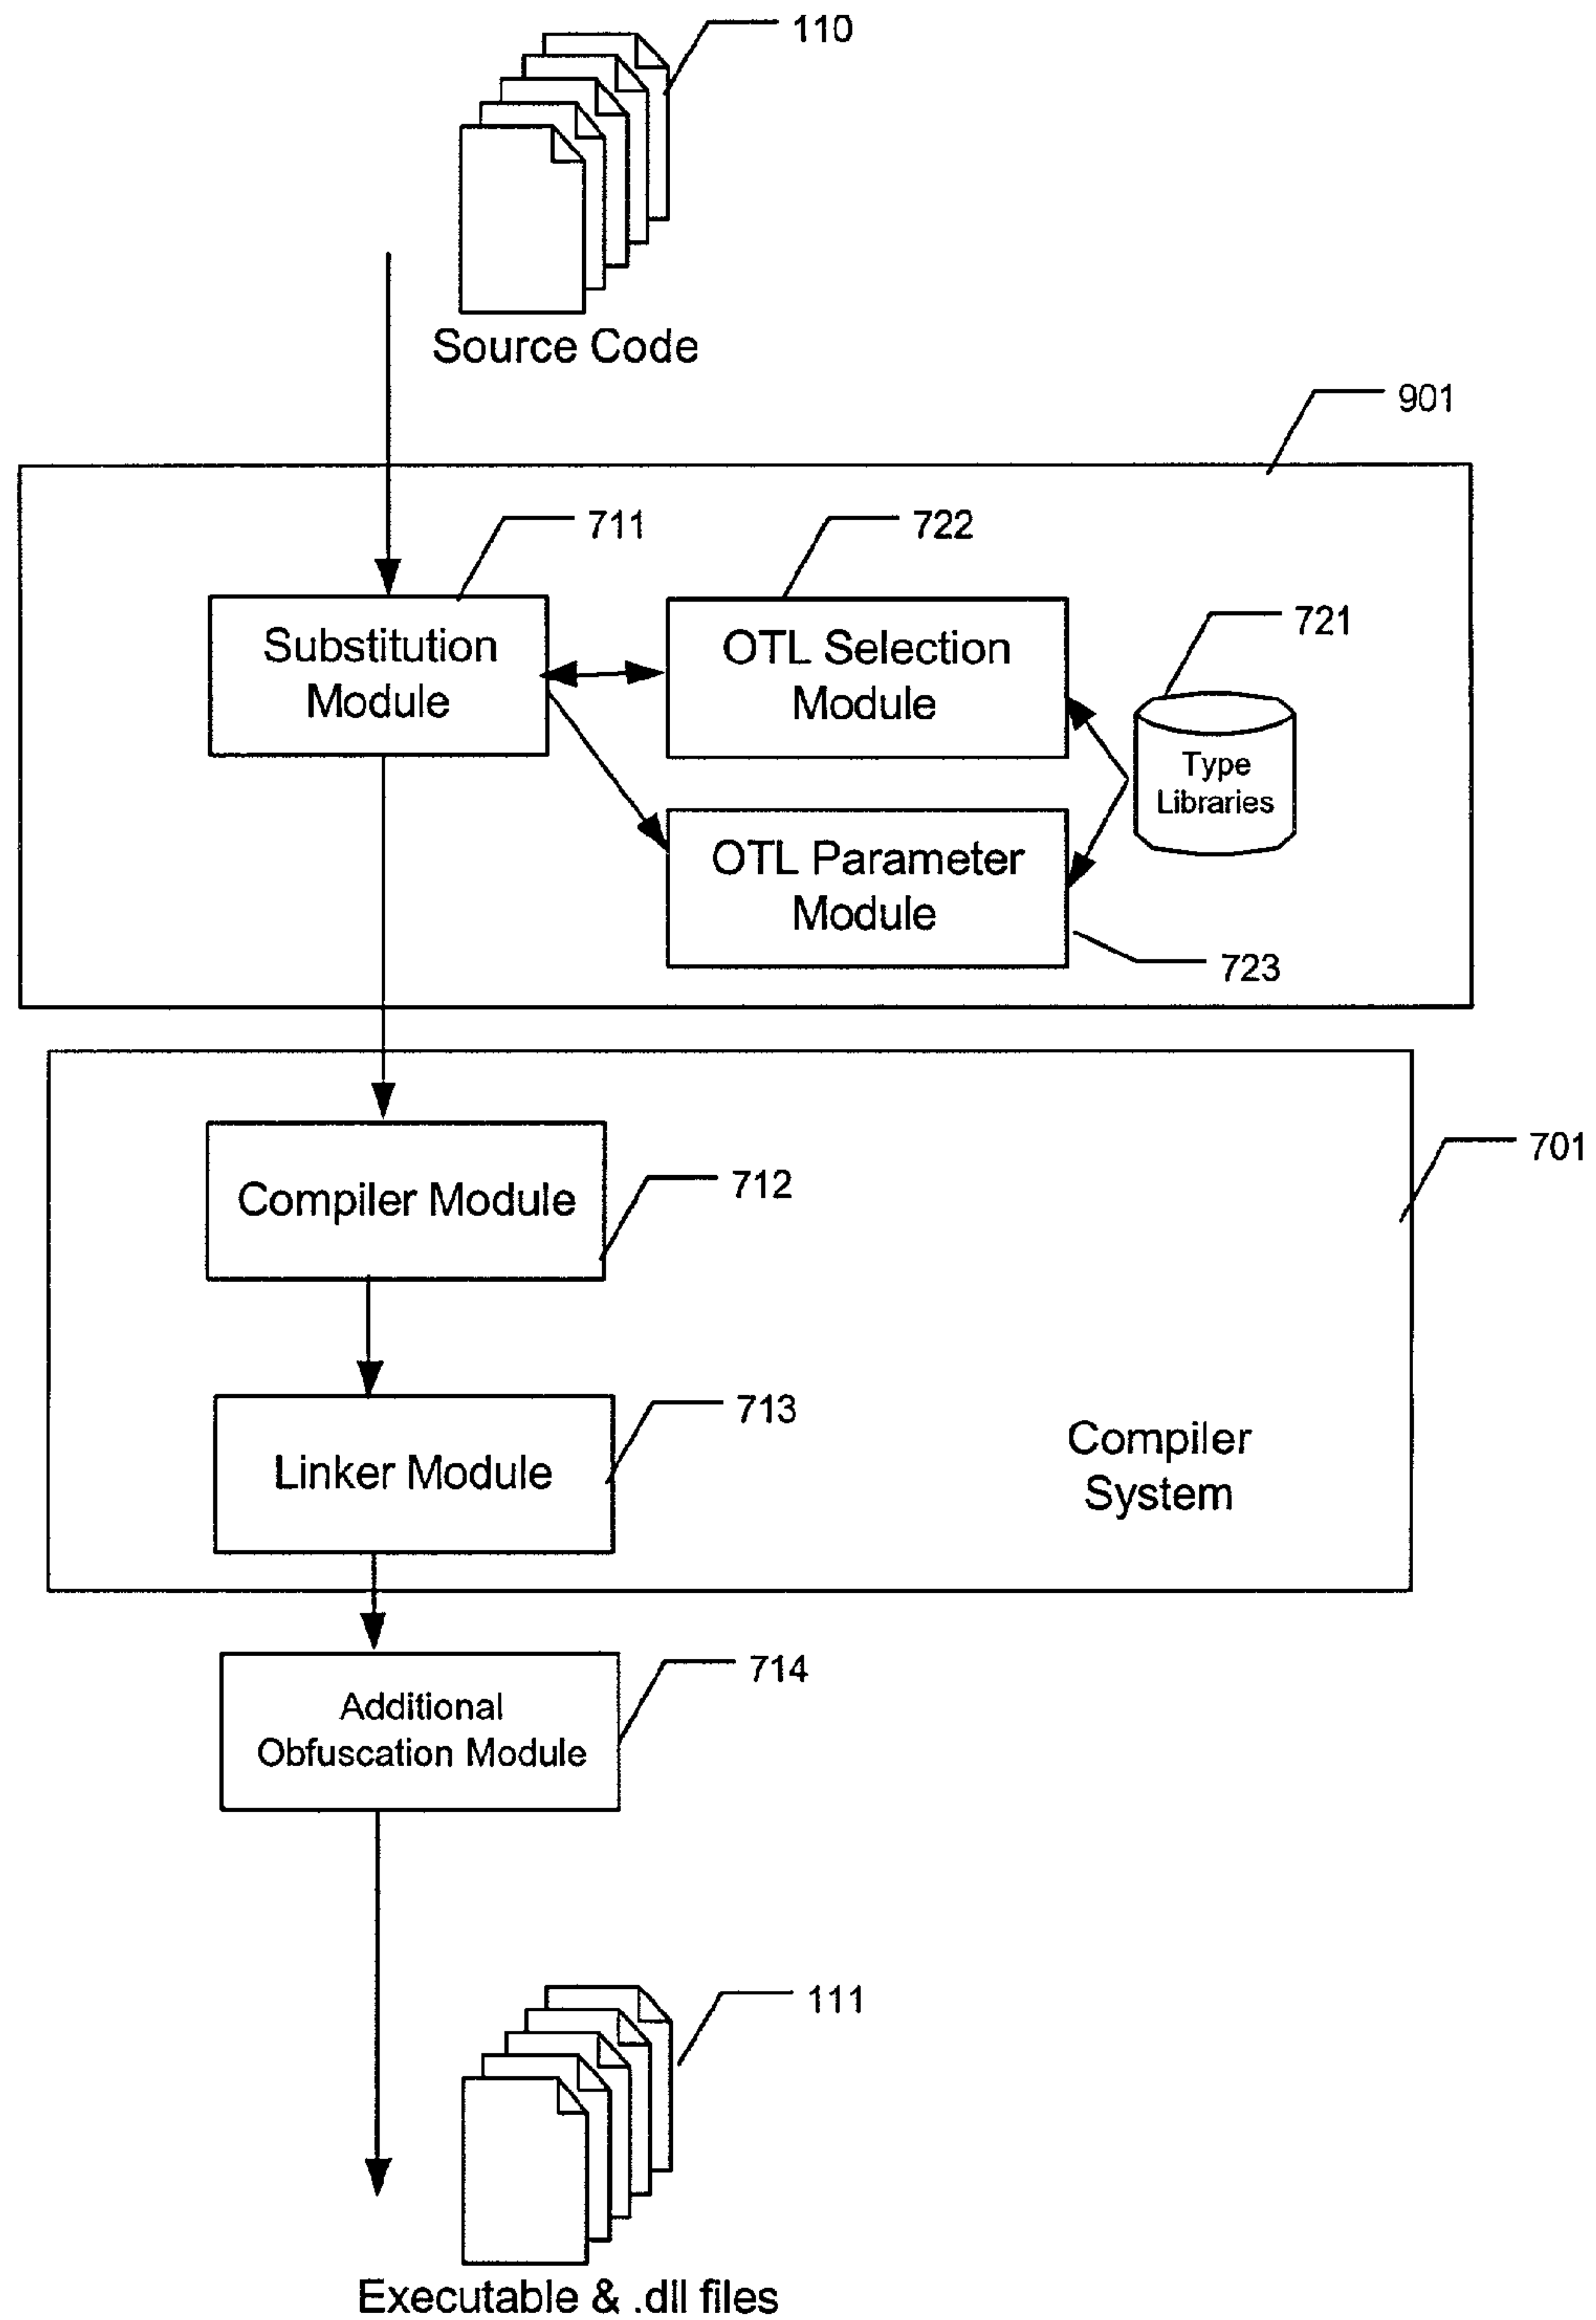 110
Source Code
901
711
722
Substitution
Module
OTL Selection
Module
721
Type
Libraries
OTL Parameter
Module
723
701
Compiler Module
712
Linker Module
713
Compiler
System
714
Additional
Obfuscation Module
111
Executable & .dll files